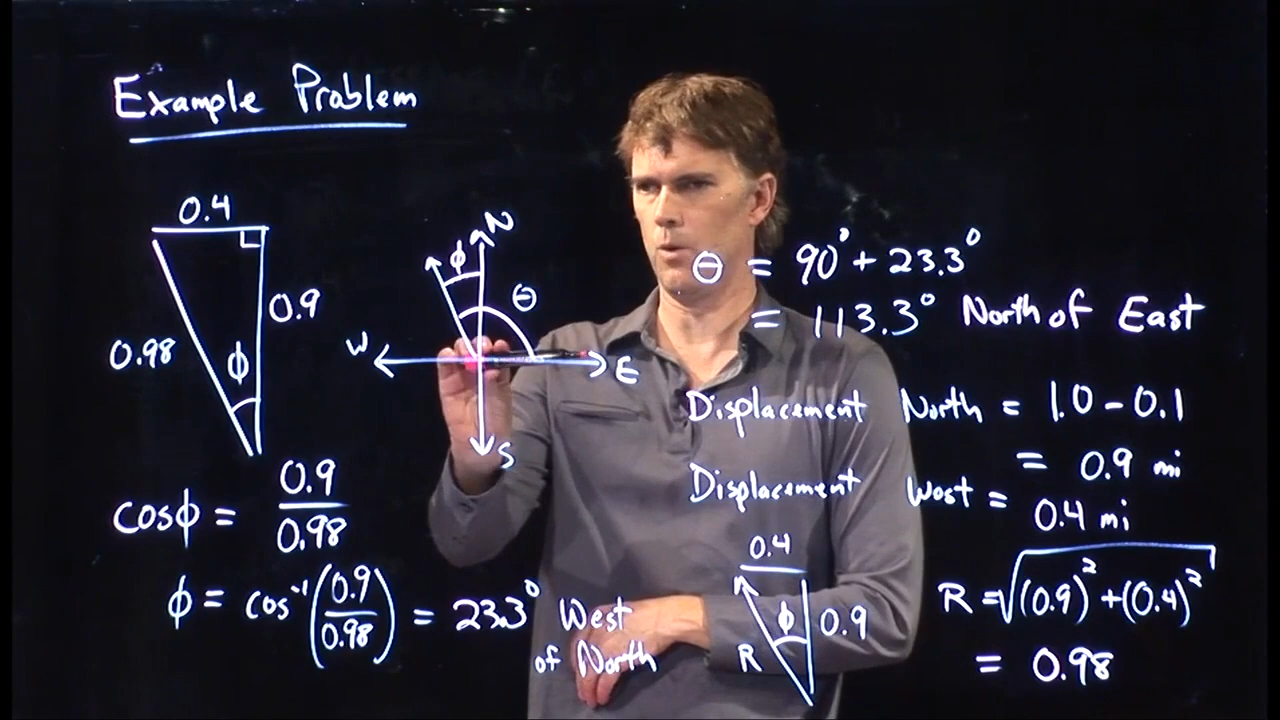 Example Problem
0.4
0.9
0.98
ϕ
cosϕ = 0.9/0.98
ϕ = cos⁻¹(0.9/0.98) = 23.3° West
of North
N
ϕ
θ
W
E
S
θ = 90° + 23.3°
= 113.3° North of East
Displacement North = 1.0 - 0.1
= 0.9 mi
Displacement West = 0.4 mi
0.4
ϕ
0.9
R
R = √((0.9)² + (0.4)²)
= 0.98